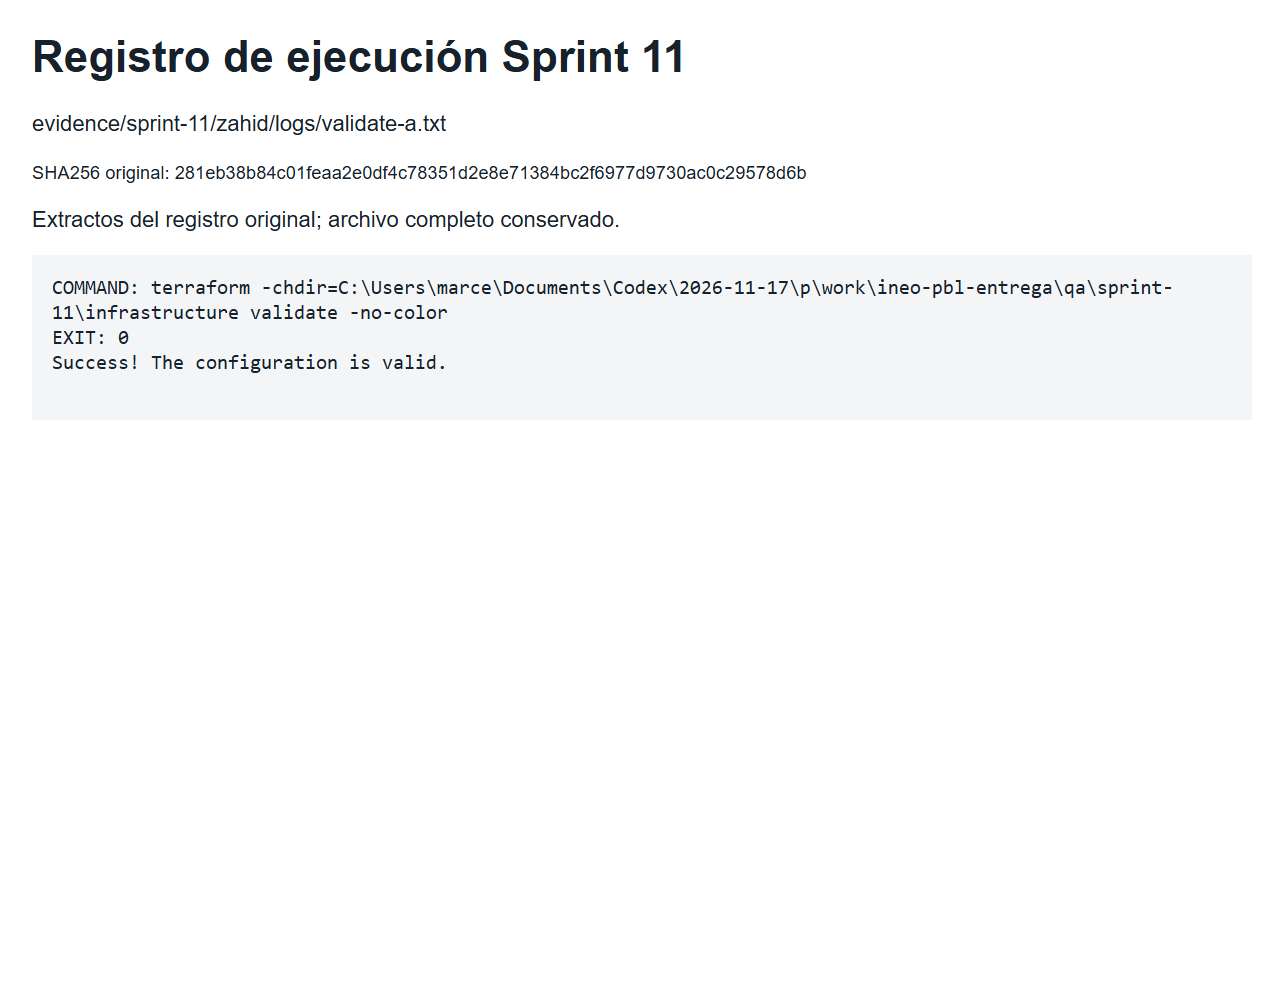 Registro de ejecución Sprint 11
evidence/sprint-11/zahid/logs/validate-a.txt
SHA256 original: 281eb38b84c01feaa2e0df4c78351d2e8e71384bc2f6977d9730ac0c29578d6b
Extractos del registro original; archivo completo conservado.
COMMAND: terraform -chdir=C:\Users\marce\Documents\Codex\2026-11-17\p\work\ineo-pbl-entrega\qa\sprint-
11\infrastructure validate -no-color
EXIT: 0
Success! The configuration is valid.